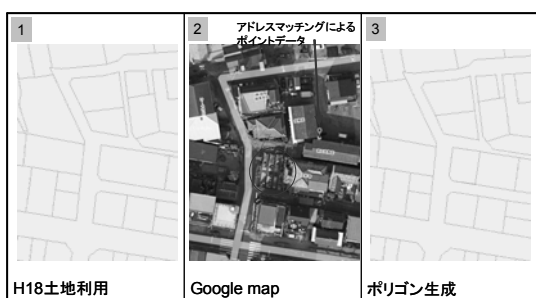 1
2
アドレスマッチングによる
ポイントデータ
3
H18土地利用
Google map
ポリゴン生成